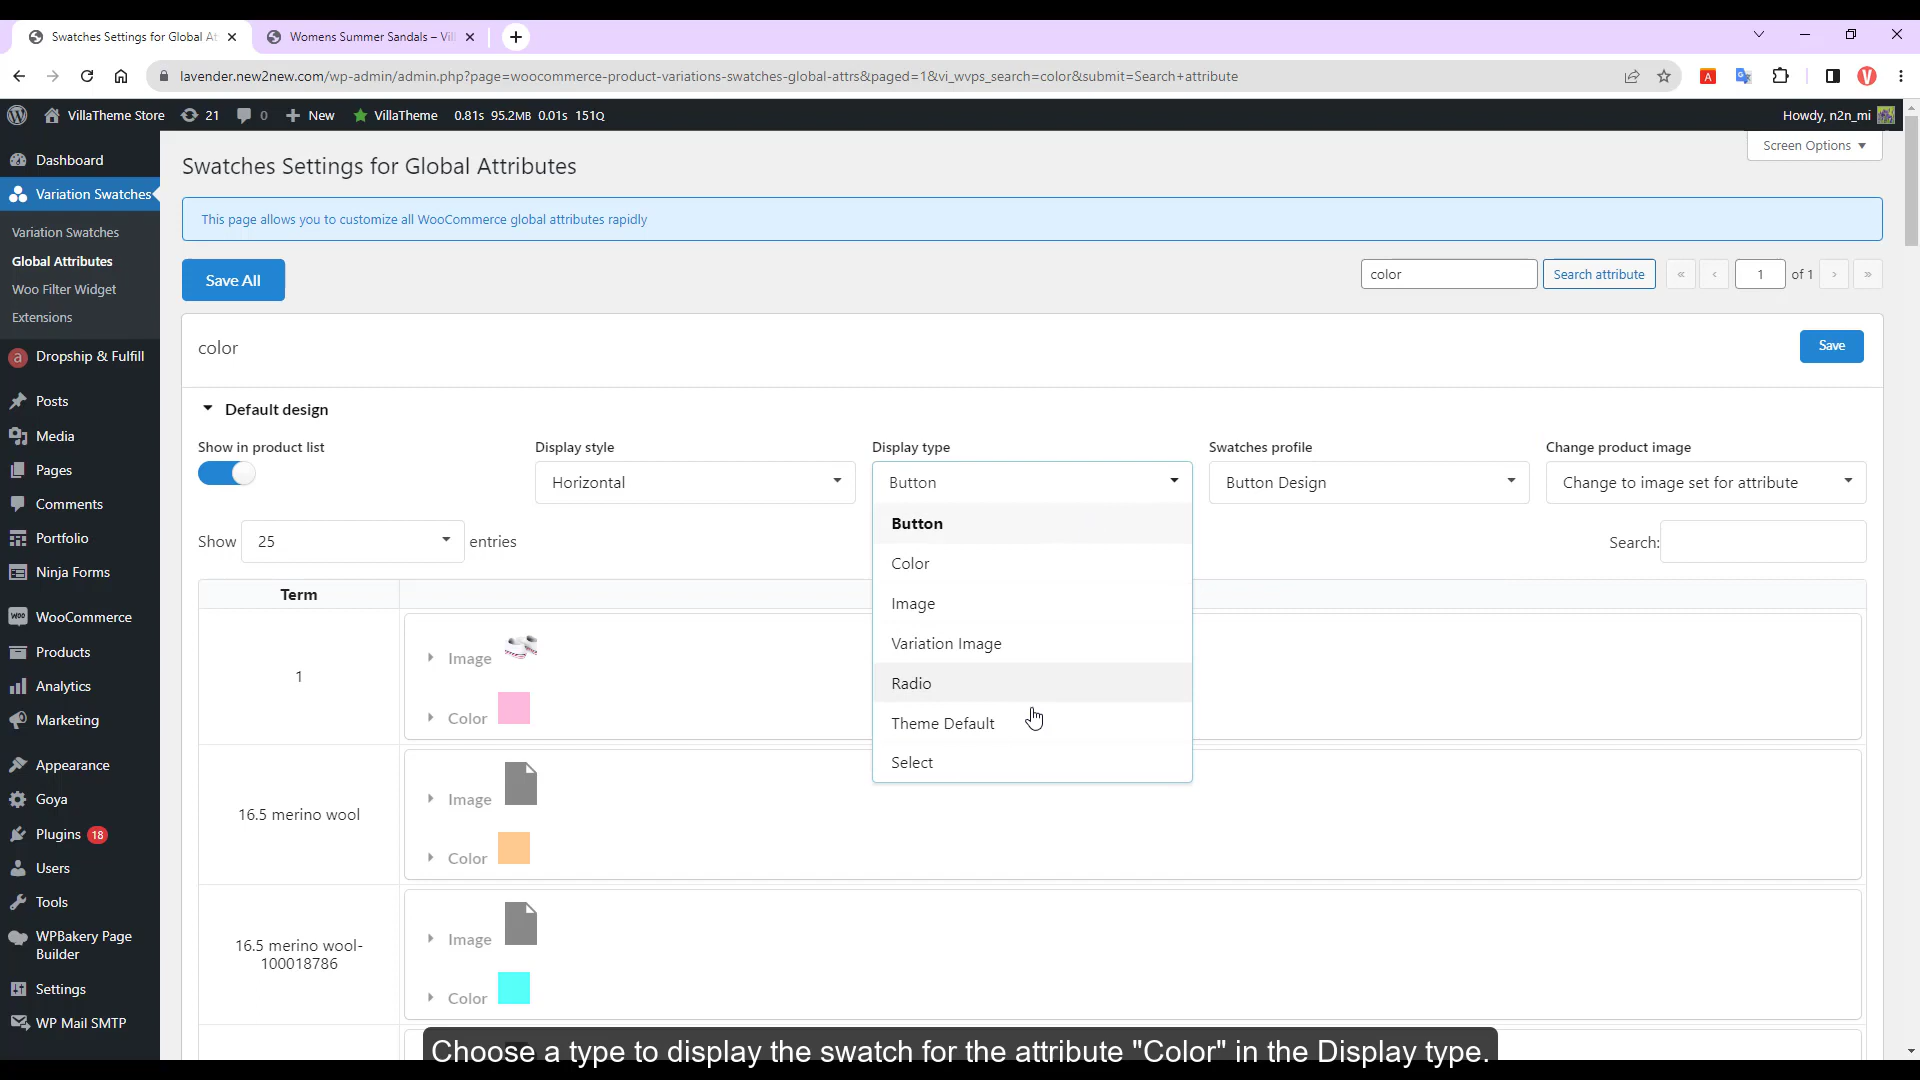 Swatches Settings for Global At
Womens Summer Sandals – Vil
lavender.new2new.com/wp-admin/admin.php?page=woocommerce-product-variations-swatches-global-attrs&paged=1&vi_wvps_search=color&submit=Search+attribute
A
V
VillaTheme Store
21
0
New
VillaTheme
0.81s 95.2MB 0.01s 151Q
Howdy, n2n_mi
Screen Options
Dashboard
Variation Swatches
Variation Swatches
Global Attributes
Woo Filter Widget
Extensions
a
Dropship & Fulfill
Posts
Media
Pages
Comments
Portfolio
Ninja Forms
WooCommerce
Products
Analytics
Marketing
Appearance
Goya
Plugins 18
Users
Tools
WPBakery Page
Builder
Settings
WP Mail SMTP
Swatches Settings for Global Attributes
This page allows you to customize all WooCommerce global attributes rapidly
Save All
color
Search attribute
« ‹ 1 of 1 › »
color
Save
Default design
Show in product list
Display style
Display type
Swatches profile
Change product image
Horizontal
Button
Button Design
Change to image set for attribute
Button
Color
Image
Variation Image
Radio
Theme Default
Select
Show 25 entries
Search:
Term
1
Image
Color
16.5 merino wool
Image
Color
16.5 merino wool-
100018786
Image
Color
Choose a type to display the swatch for the attribute "Color" in the Display type.